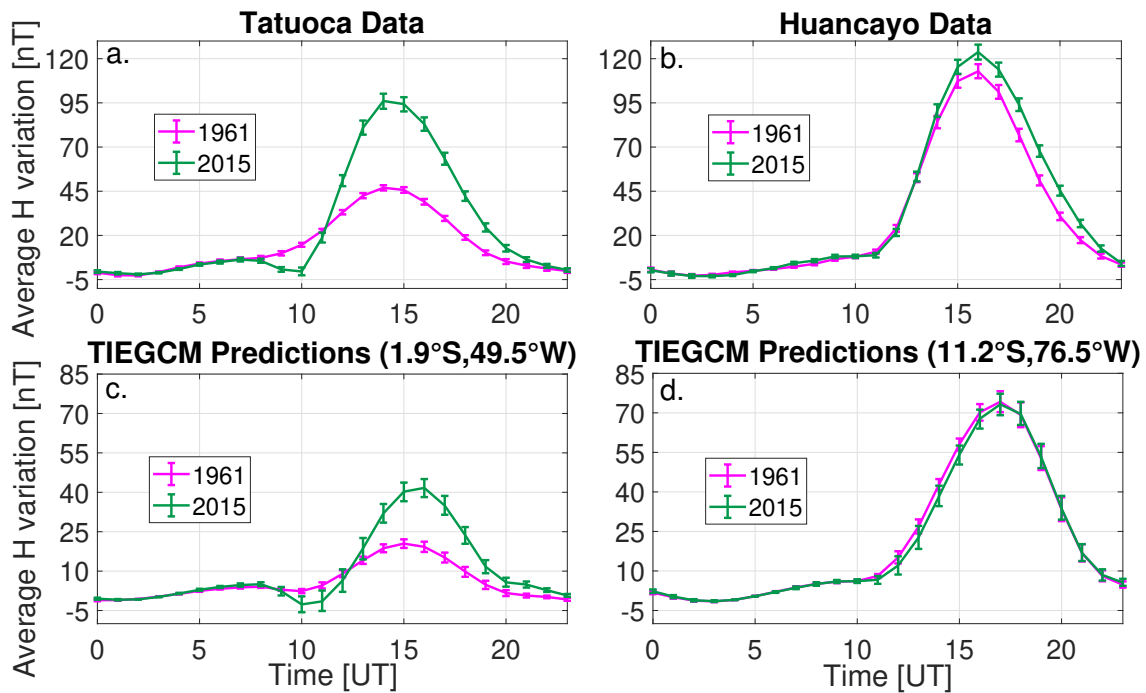 Tatuoca Data
Huancayo Data
a.
b.
Average H variation [nT]
120
95
70
45
20
-5
1961
2015
0 5 10 15 20
Time [UT]
120
95
70
45
20
-5
1961
2015
0 5 10 15 20
Time [UT]
TIEGCM Predictions (1.9°S,49.5°W)
TIEGCM Predictions (11.2°S,76.5°W)
c.
d.
Average H variation [nT]
85
70
55
40
25
10
-5
1961
2015
0 5 10 15 20
Time [UT]
85
70
55
40
25
10
-5
1961
2015
0 5 10 15 20
Time [UT]